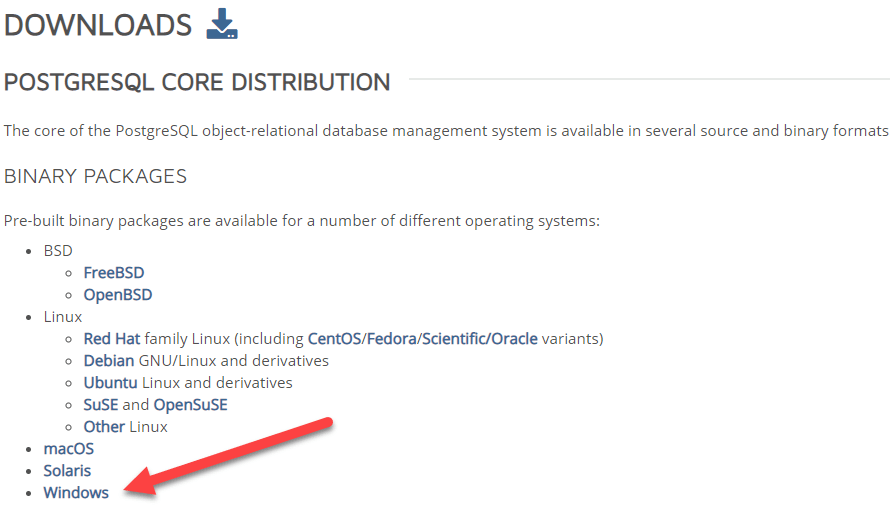 DOWNLOADS
POSTGRESQL CORE DISTRIBUTION
The core of the PostgreSQL object-relational database management system is available in several source and binary formats
BINARY PACKAGES
Pre-built binary packages are available for a number of different operating systems:
BSD
FreeBSD
OpenBSD
Linux
Red Hat family Linux (including CentOS/Fedora/Scientific/Oracle variants)
Debian GNU/Linux and derivatives
Ubuntu Linux and derivatives
SuSE and OpenSuSE
Other Linux
macOS
Solaris
Windows